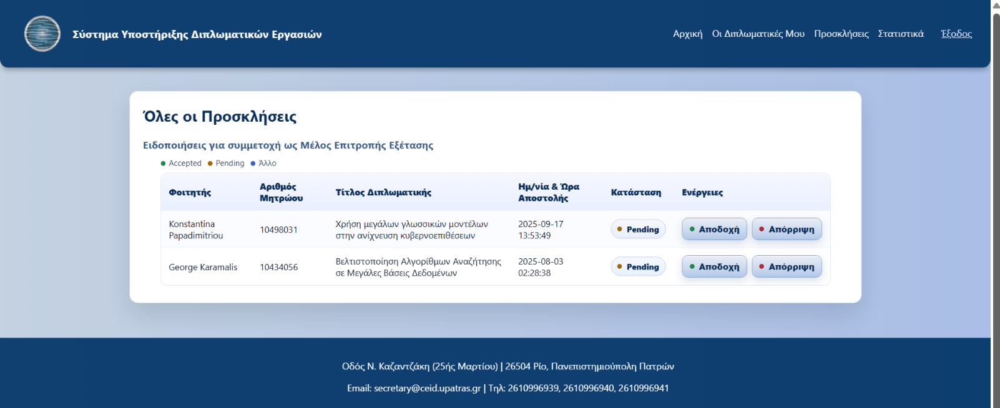 Σύστημα Υποστήριξης Διπλωματικών Εργασιών
Αρχική Οι Διπλωματικές Μου Προσκλήσεις Στατιστικά Έξοδος
Όλες οι Προσκλήσεις
Ειδοποιήσεις για συμμετοχή ως Μέλος Επιτροπής Εξέτασης
Accepted Pending Άλλο
Φοιτητής
Αριθμός
Μητρώου
Τίτλος Διπλωματικής
Ημ/νία & Ώρα
Αποστολής
Κατάσταση
Ενέργειες
Konstantina
Papadimitriou
10498031
Χρήση μεγάλων γλωσσικών μοντέλων
στην ανίχνευση κυβερνοεπιθέσεων
2025-09-17
13:53:49
Pending
Αποδοχή
Απόρριψη
George Karamalis
10434056
Βελτιστοποίηση Αλγορίθμων Αναζήτησης
σε Μεγάλες Βάσεις Δεδομένων
2025-08-03
02:28:38
Pending
Αποδοχή
Απόρριψη
Οδός Ν. Καζαντζάκη (25ής Μαρτίου) | 26504 Ρίο, Πανεπιστημιούπολη Πατρών
Email: secretary@ceid.upatras.gr | Τηλ: 2610996939, 2610996940, 2610996941